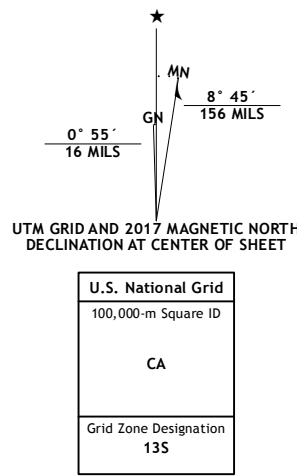 ★
MN
GN
8° 45´
156 MILS
0° 55´
16 MILS
UTM GRID AND 2017 MAGNETIC NORTH
DECLINATION AT CENTER OF SHEET
U.S. National Grid
100,000-m Square ID
CA
Grid Zone Designation
13S